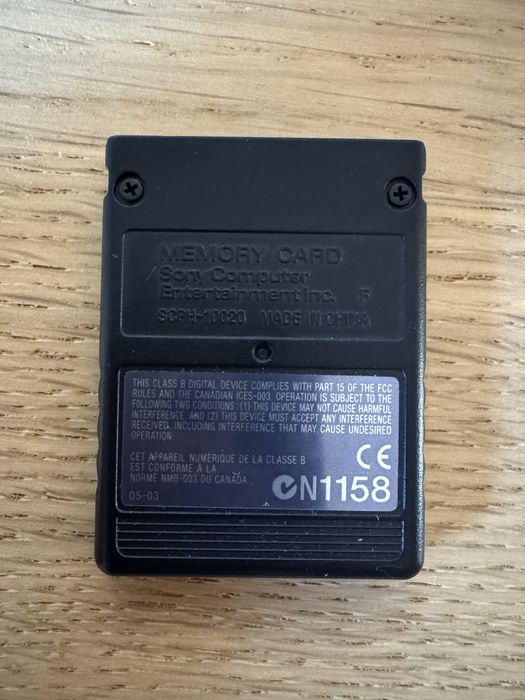 MEMORY CARD
Sony Computer
Entertainment Inc. F
SCPH-10020 MADE IN CHINA
THIS CLASS B DIGITAL DEVICE COMPLIES WITH PART 15 OF THE FCC
RULES AND THE CANADIAN ICES-003. OPERATION IS SUBJECT TO THE
FOLLOWING TWO CONDITIONS: (1) THIS DEVICE MAY NOT CAUSE HARMFUL
INTERFERENCE, AND (2) THIS DEVICE MUST ACCEPT ANY INTERFERENCE
RECEIVED, INCLUDING INTERFERENCE THAT MAY CAUSE UNDESIRED
OPERATION.
CET APPAREIL NUMÉRIQUE DE LA CLASSE B
EST CONFORME À LA
NORME NMB-003 DU CANADA.
05-03
CE
N1158